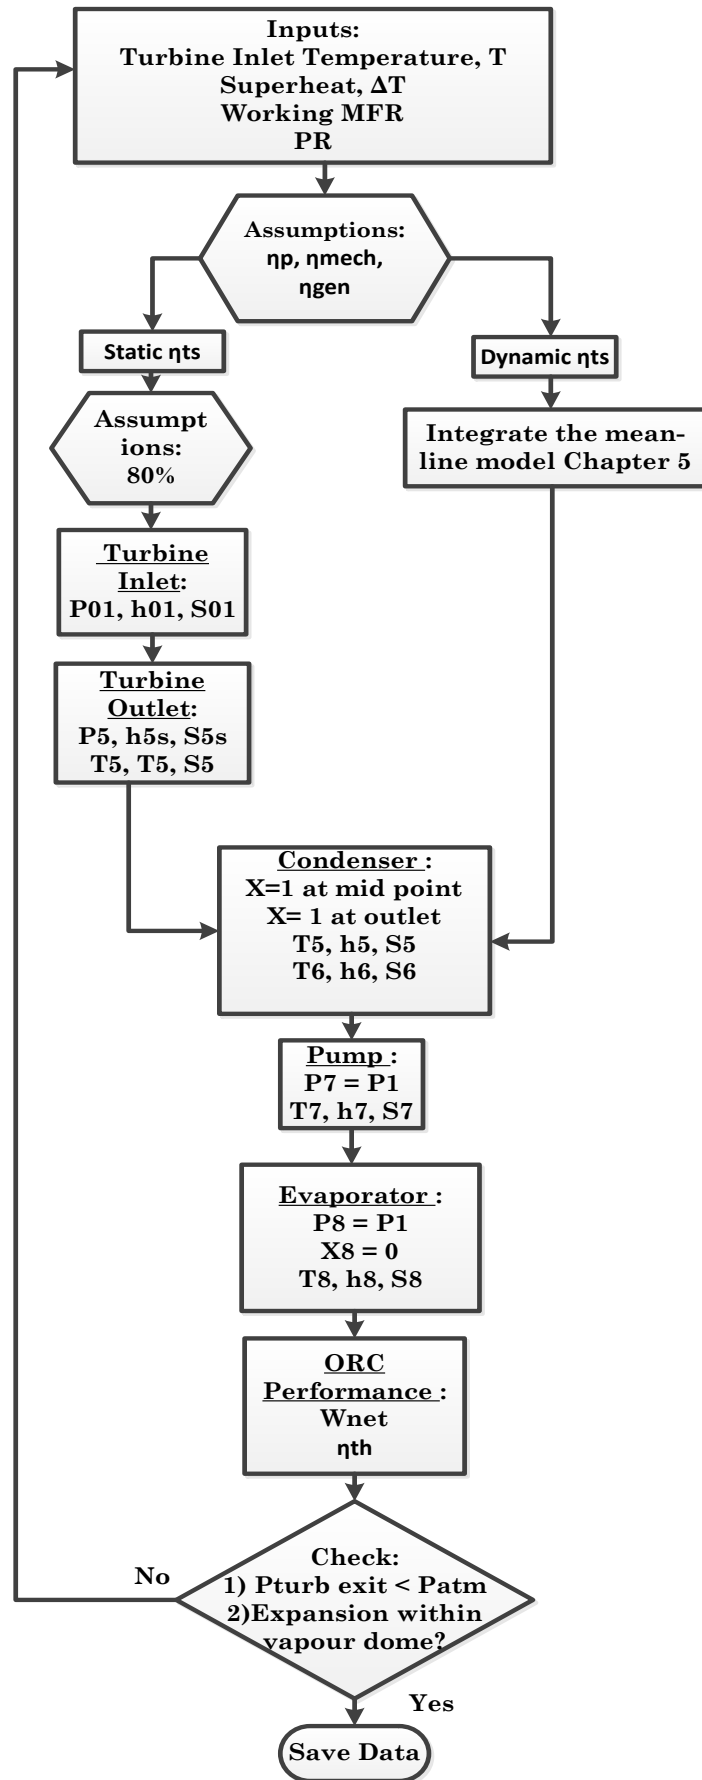 Inputs:
Turbine Inlet Temperature, T
Superheat, ΔT
Working MFR
PR
Assumptions:
ηp, ηmech,
ηgen
Static ηts
Dynamic ηts
Assumpt
ions:
80%
Integrate the mean-
line model Chapter 5
Turbine
Inlet:
P01, h01, S01
Turbine
Outlet:
P5, h5s, S5s
T5, T5, S5
Condenser :
X=1 at mid point
X= 1 at outlet
T5, h5, S5
T6, h6, S6
Pump :
P7 = P1
T7, h7, S7
Evaporator :
P8 = P1
X8 = 0
T8, h8, S8
ORC
Performance :
Wnet
ηth
Check:
1) Pturb exit < Patm
2)Expansion within
vapour dome?
No
Yes
Save Data